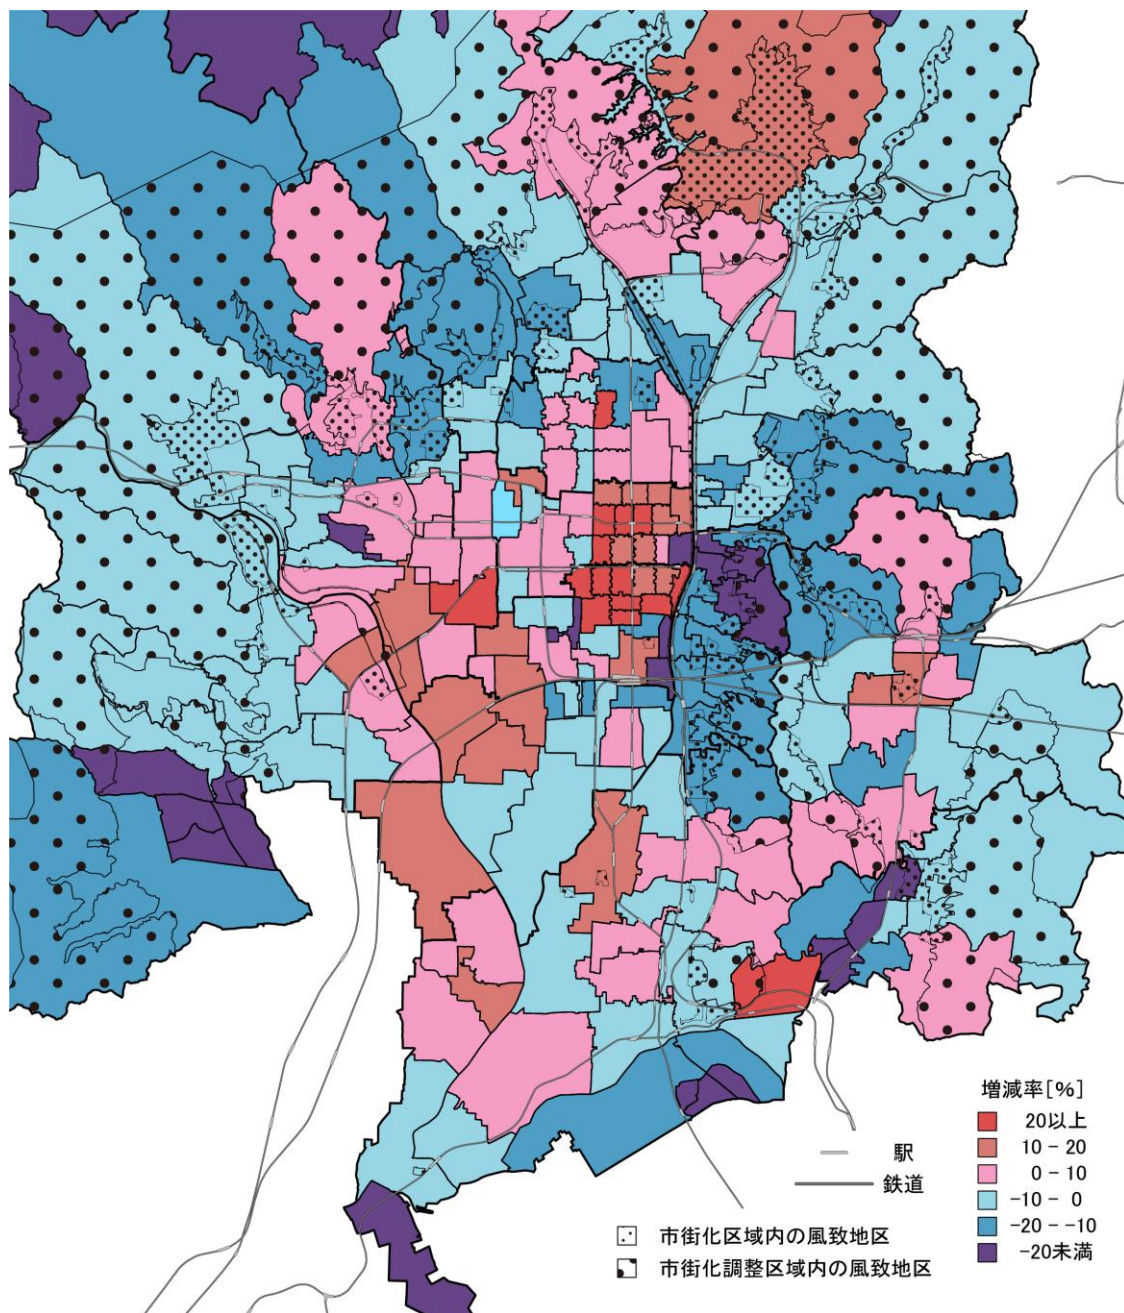 増減率[%]
20以上
10 - 20
0 - 10
-10 - 0
-20 - -10
-20未満
駅
鉄道
市街化区域内の風致地区
市街化調整区域内の風致地区